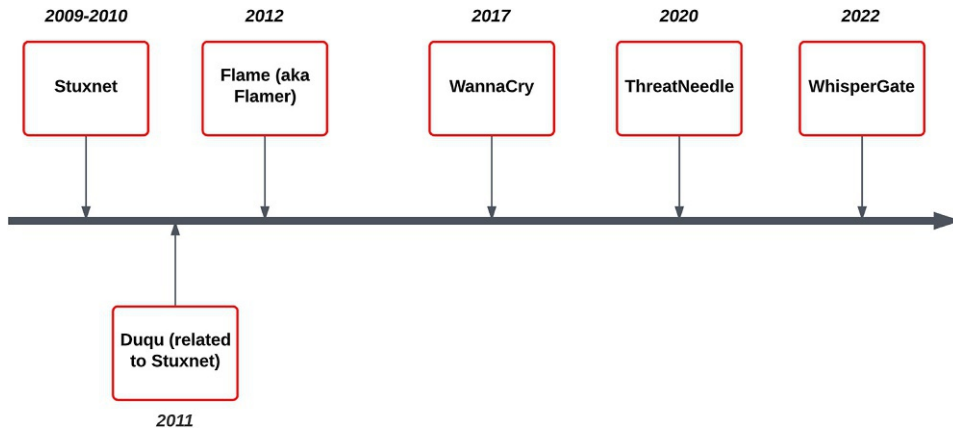 2009-2010
2012
2017
2020
2022
Stuxnet
Flame (aka
Flamer)
WannaCry
ThreatNeedle
WhisperGate
Duqu (related
to Stuxnet)
2011